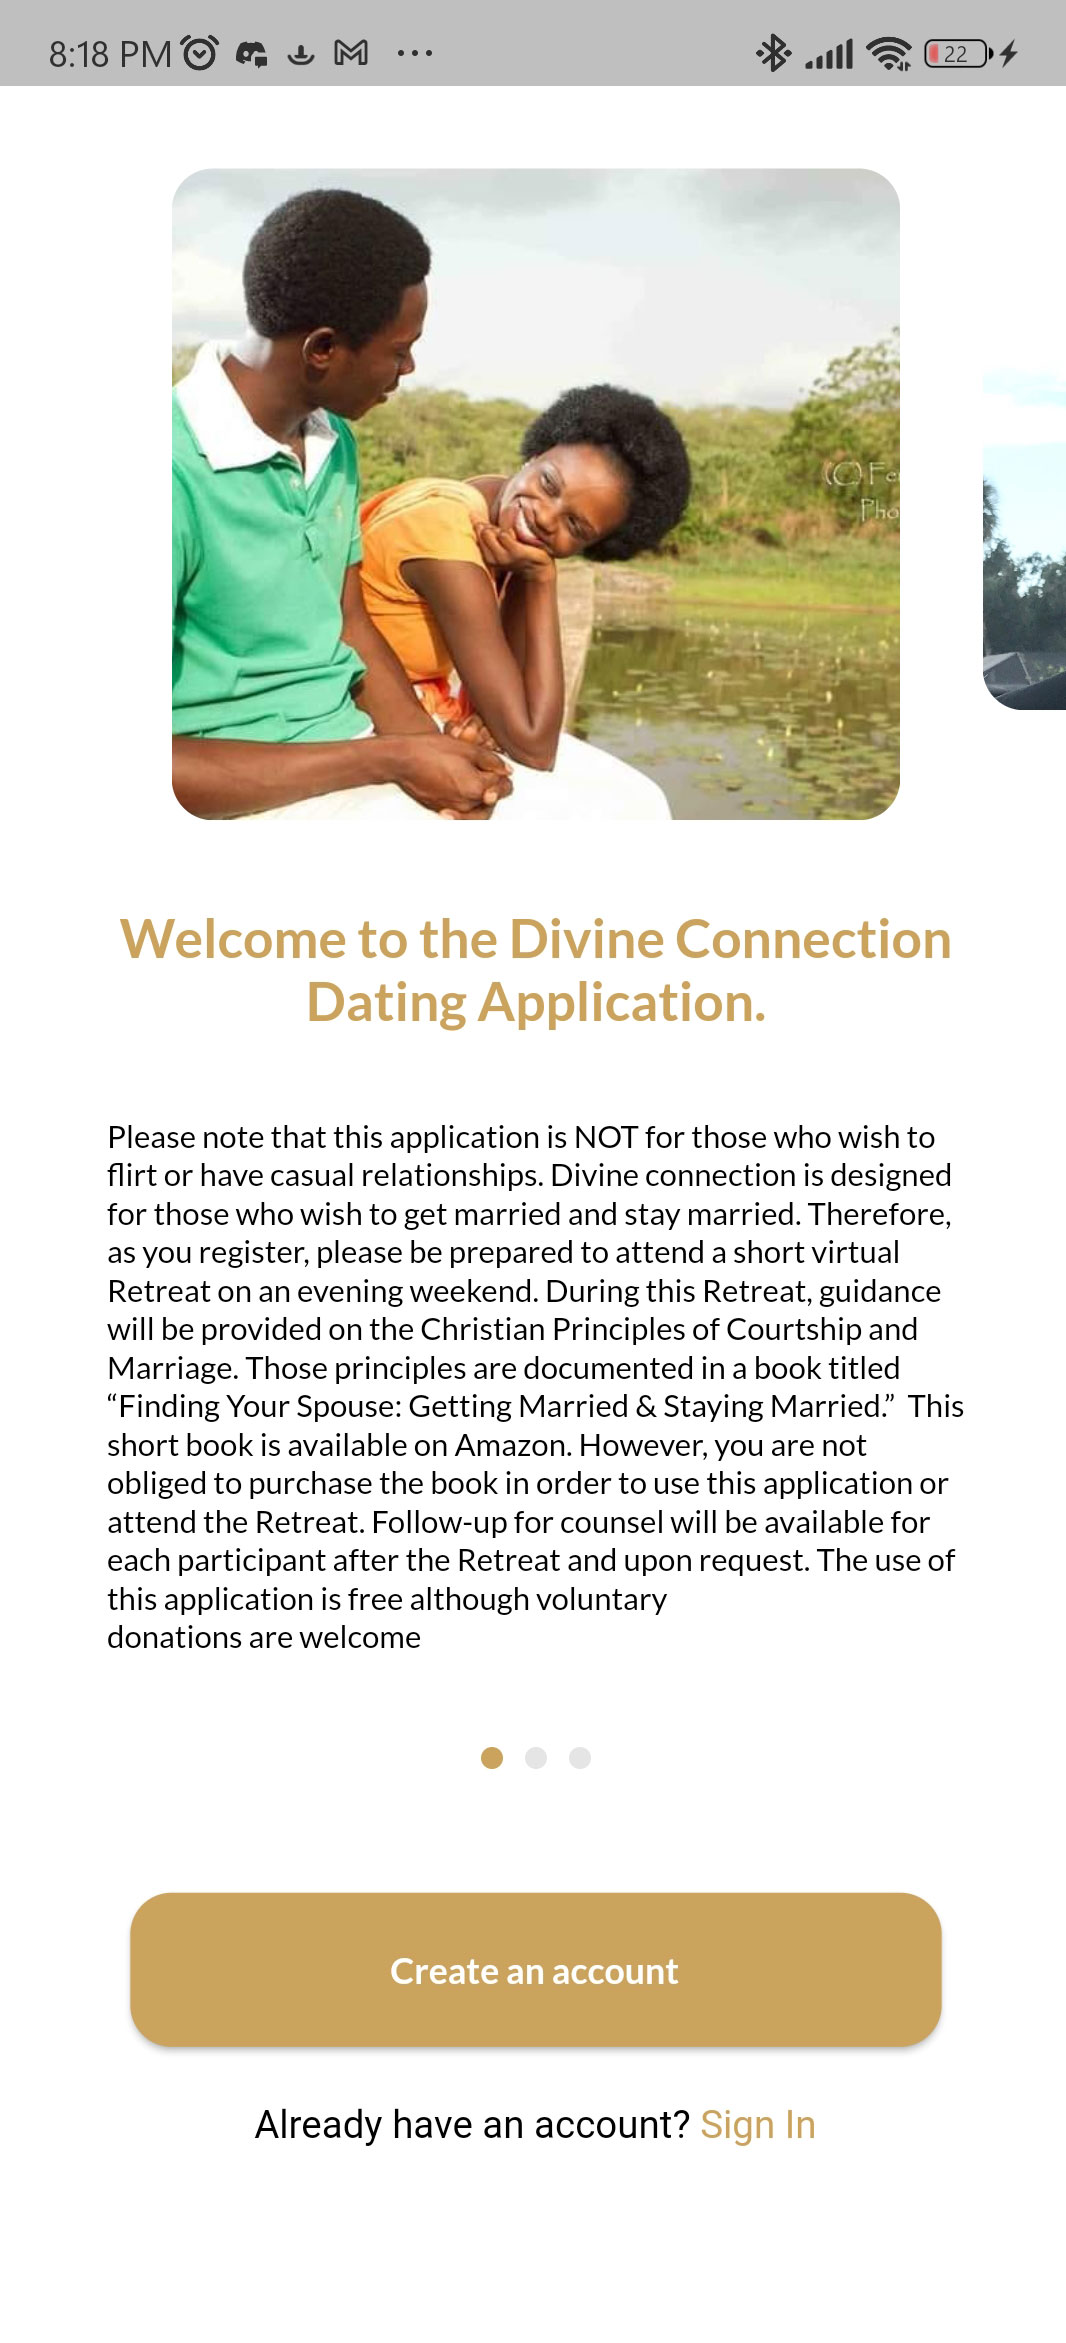 8:18 PM
22
(C) Fe
Pho
Welcome to the Divine Connection
Dating Application.
Please note that this application is NOT for those who wish to
flirt or have casual relationships. Divine connection is designed
for those who wish to get married and stay married. Therefore,
as you register, please be prepared to attend a short virtual
Retreat on an evening weekend. During this Retreat, guidance
will be provided on the Christian Principles of Courtship and
Marriage. Those principles are documented in a book titled
“Finding Your Spouse: Getting Married & Staying Married.”  This
short book is available on Amazon. However, you are not
obliged to purchase the book in order to use this application or
attend the Retreat. Follow-up for counsel will be available for
each participant after the Retreat and upon request. The use of
this application is free although voluntary
donations are welcome
Create an account
Already have an account? Sign In